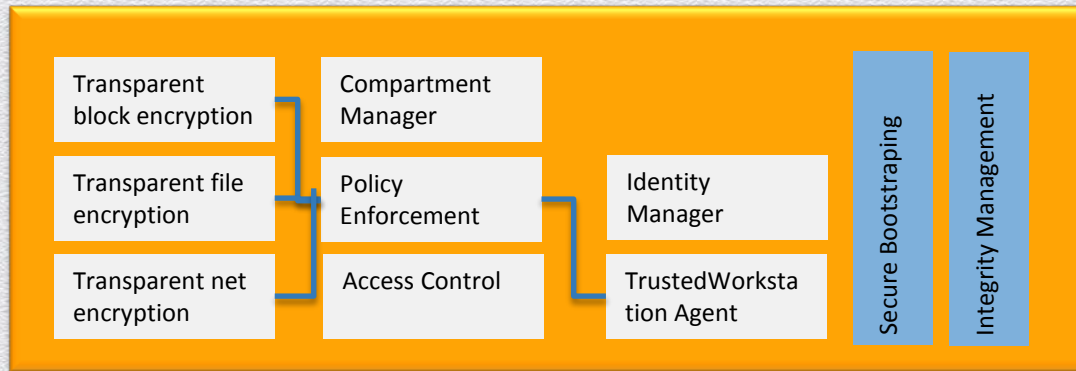 Transparent
block encryption
Compartment
Manager
Transparent file
encryption
Policy
Enforcement
Identity
Manager
Transparent net
encryption
Access Control
TrustedWorksta
tion Agent
Secure Bootstraping
Integrity Management